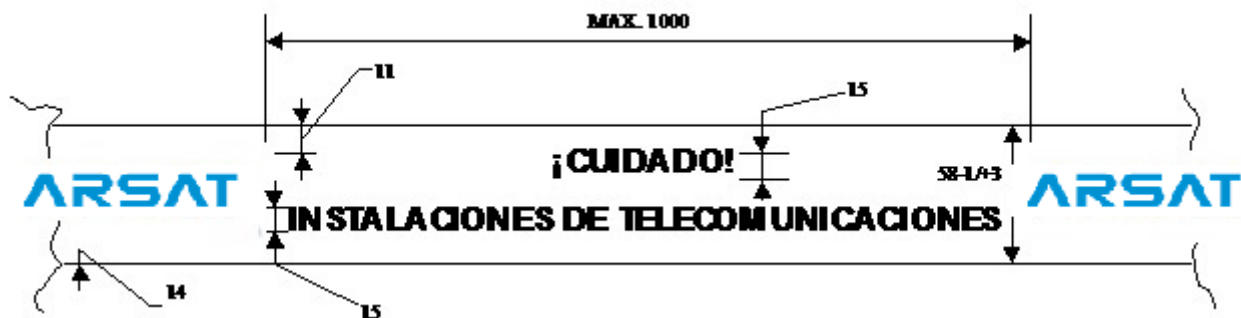 MAX. 1000
11
15
¡CUIDADO!
58-1/+3
ARSAT
ARSAT
INSTALACIONES DE TELECOMUNICACIONES
14
15